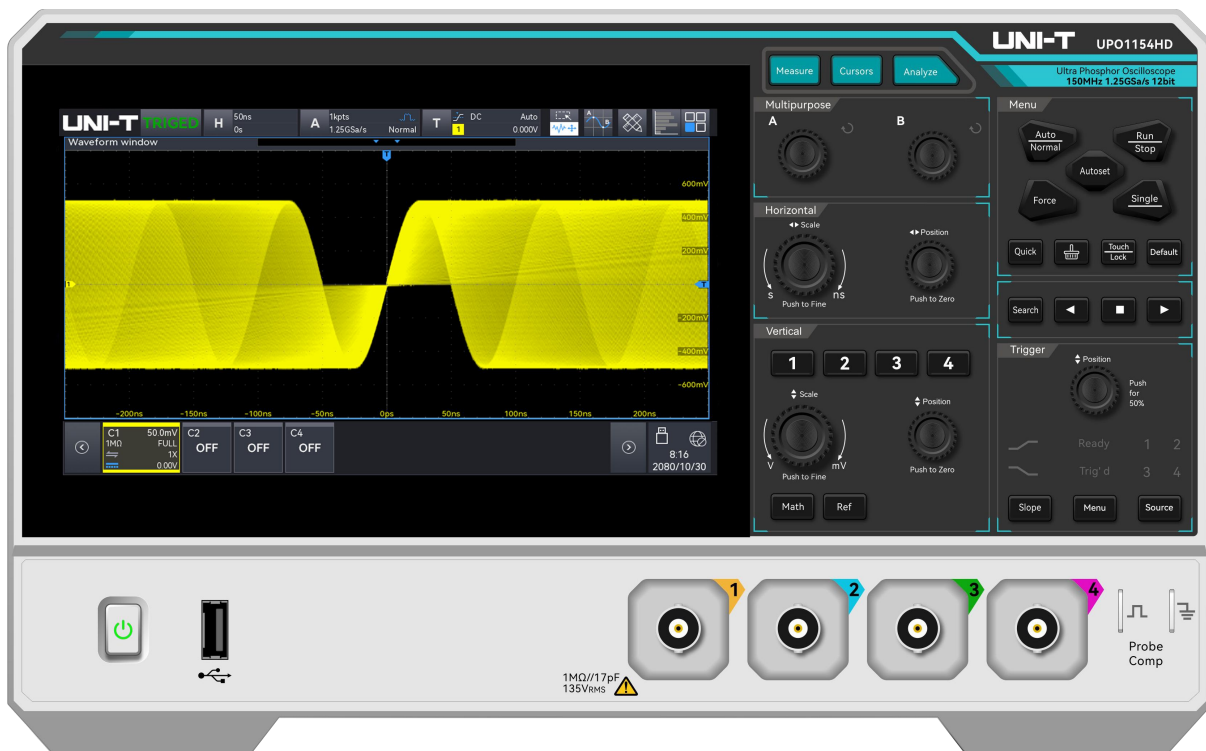 UNI-T
UPO1154HD
Ultra Phosphor Oscilloscope
150MHz 1.25GSa/s 12bit
Measure
Cursors
Analyze
UNI-T TRIGED H 50ns 0s A 1kpts 1.25GSa/s Normal T DC 1 Auto 0.000V
Waveform window
T
600mV
400mV
200mV
1
T
-200mV
-400mV
-600mV
-200ns -150ns -100ns -50ns 0ps 50ns 100ns 150ns 200ns
C1 50.0mV
1MΩ FULL
1X
0.00V
C2
OFF
C3
OFF
C4
OFF
8:16
2080/10/30
Multipurpose
A
B
Horizontal
Scale
Position
S
ns
Push to Fine
Push to Zero
Vertical
1 2 3 4
Scale
Position
V
mV
Push to Fine
Push to Zero
Math
Ref
Menu
Auto
Normal
Run
Stop
Autoset
Force
Single
Quick
Touch
Lock
Default
Search
Trigger
Position
Push
for
50%
Ready 1 2
Trig' d 3 4
Slope
Menu
Source
1
2
3
4
1MΩ//17pF
135VRMS
Probe
Comp